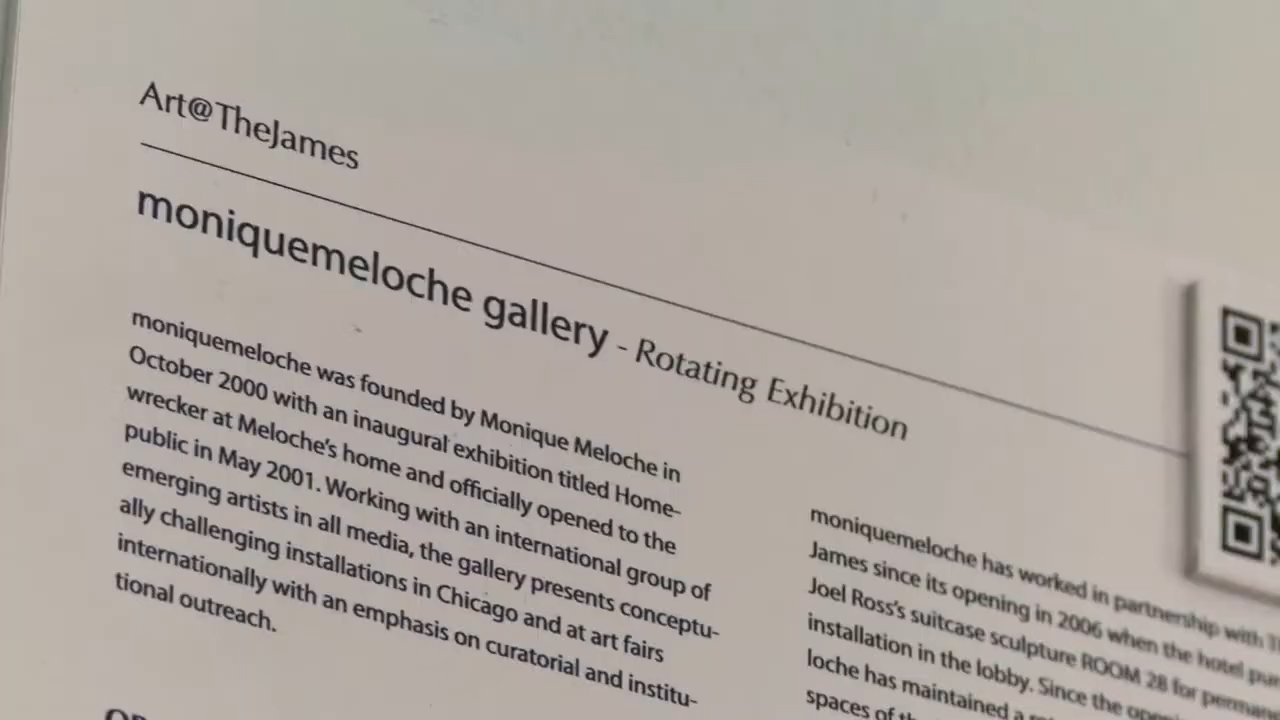 Art@TheJames
moniquemeloche gallery - Rotating Exhibition
moniquemeloche was founded by Monique Meloche in
October 2000 with an inaugural exhibition titled Home-
wrecker at Meloche's home and officially opened to the
public in May 2001. Working with an international group of
emerging artists in all media, the gallery presents conceptu-
ally challenging installations in Chicago and at art fairs
internationally with an emphasis on curatorial and institu-
tional outreach.
moniquemeloche has worked in partnership with
James since its opening in 2006 when the hotel
Joel Ross's suitcase sculpture ROOM 28 for
installation in the lobby. Since the
loche has maintained a
spaces of